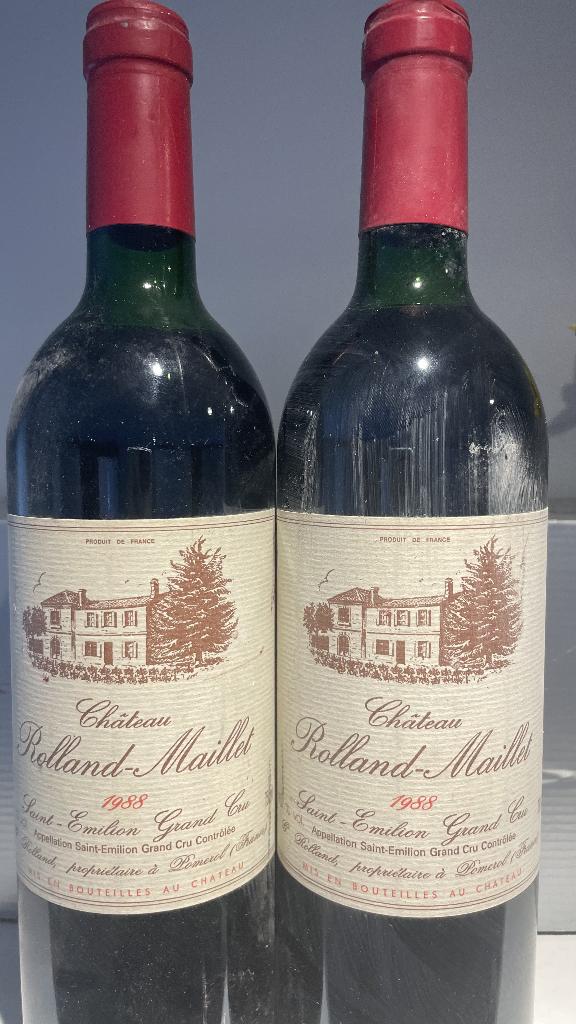 PRODUIT DE FRANCE
Château
Rolland-Maillet
1988
Saint-Emilion Grand Cru
Appellation Saint-Emilion Grand Cru Contrôlée
Rolland, propriétaire à Pomerol (France)
MIS EN BOUTEILLES AU CHATEAU
PRODUIT DE FRANCE
Château
Rolland-Maillet
1988
Saint-Emilion Grand Cru
Appellation Saint-Emilion Grand Cru Contrôlée
Rolland, propriétaire à Pomerol (France)
MIS EN BOUTEILLES AU CHATEAU